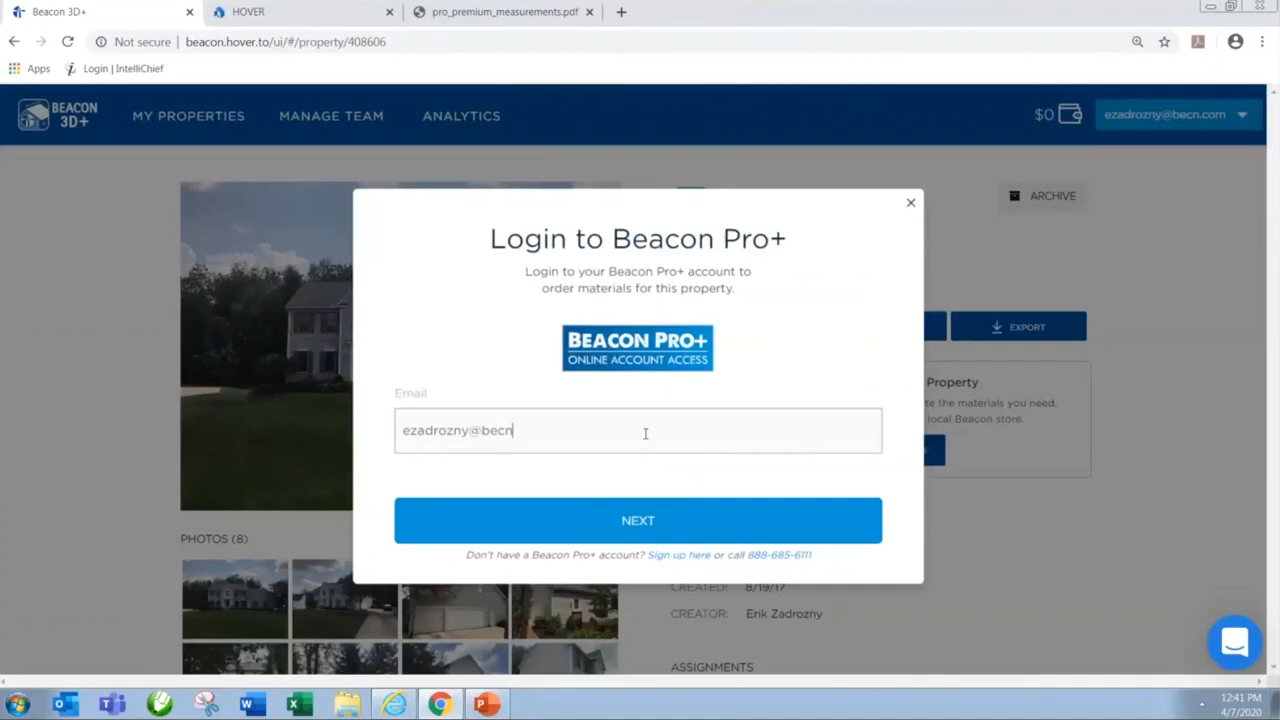 Beacon 3D+
HOVER
pro_premium_measurements.pdf
Not secure | beacon.hover.to/ui/#/property/408606
Apps
Login | IntelliChief
BEACON
3D+
MY PROPERTIES
MANAGE TEAM
ANALYTICS
$0
ezadrozny@becn.com
ARCHIVE
Login to Beacon Pro+
Login to your Beacon Pro+ account to
order materials for this property.
BEACON PRO+
ONLINE ACCOUNT ACCESS
EXPORT
Property
te the materials you need.
local Beacon store.
Email
ezadrozny@becn
NEXT
Don't have a Beacon Pro+ account? Sign up here or call 888-685-6111
PHOTOS (8)
CREATED: 8/19/17
CREATOR: Erik Zadrozny
ASSIGNMENTS
12:41 PM
4/7/2020